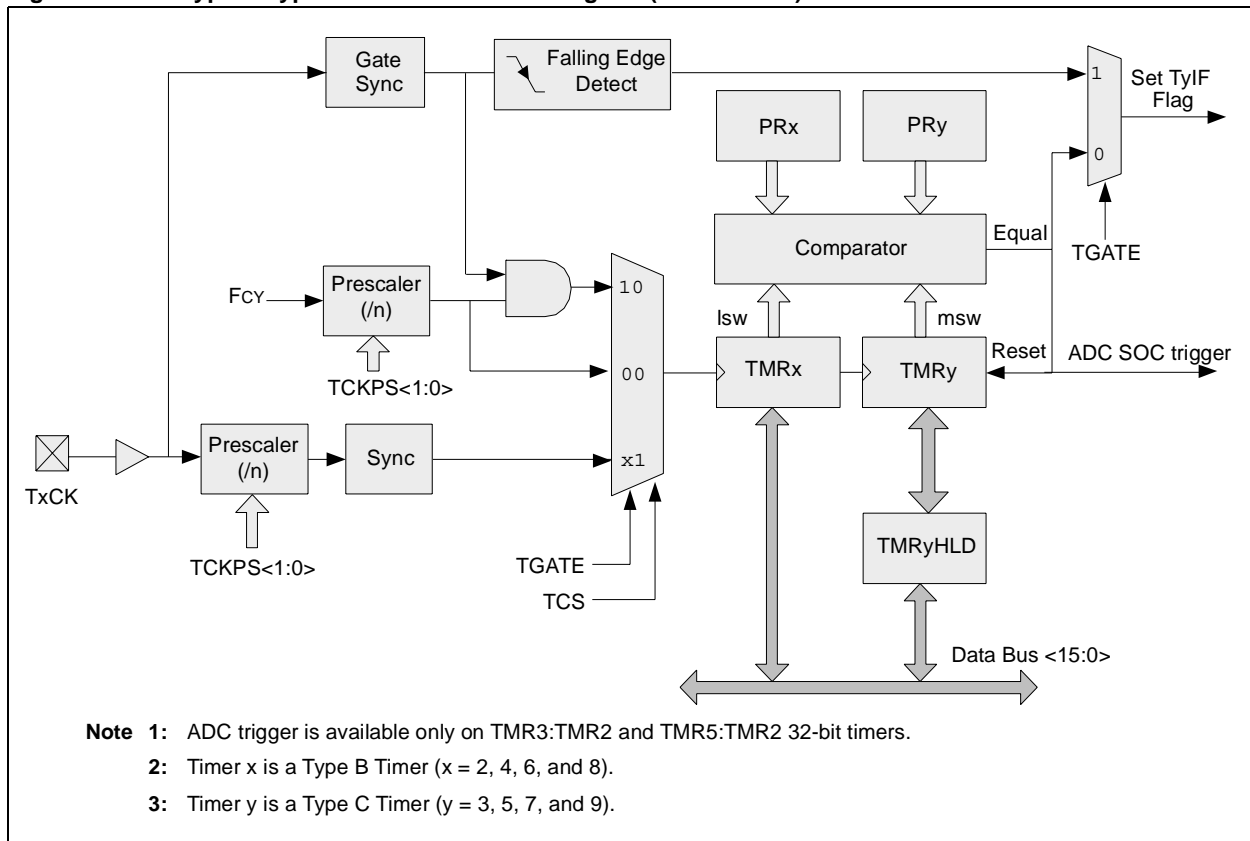 Gate
Sync
Falling Edge
Detect
1
Set TyIF
Flag
PRx
PRy
0
Comparator
Equal
TGATE
FCY
Prescaler
(/n)
10
lsw
msw
TCKPS<1:0>
00
TMRx
TMRy
Reset
ADC SOC trigger
TxCK
Prescaler
(/n)
Sync
x1
TCKPS<1:0>
TGATE
TCS
TMRyHLD
Data Bus <15:0>
Note 1: ADC trigger is available only on TMR3:TMR2 and TMR5:TMR2 32-bit timers.
2: Timer x is a Type B Timer (x = 2, 4, 6, and 8).
3: Timer y is a Type C Timer (y = 3, 5, 7, and 9).